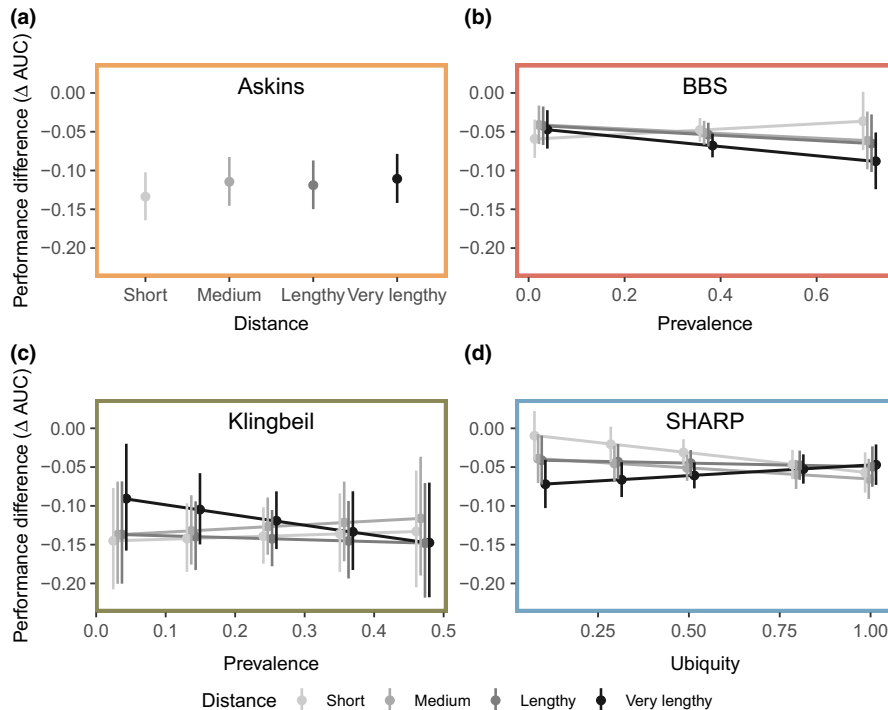 (a)
Performance difference (Δ AUC)
Askins
0.00
−0.05
−0.10
−0.15
−0.20
Short Medium Lengthy Very lengthy
Distance
(b)
BBS
0.00
−0.05
−0.10
−0.15
−0.20
0.0 0.2 0.4 0.6
Prevalence
(c)
Performance difference (Δ AUC)
Klingbeil
0.00
−0.05
−0.10
−0.15
−0.20
0.0 0.1 0.2 0.3 0.4 0.5
Prevalence
(d)
SHARP
0.00
−0.05
−0.10
−0.15
−0.20
0.25 0.50 0.75 1.00
Ubiquity
Distance Short Medium Lengthy Very lengthy